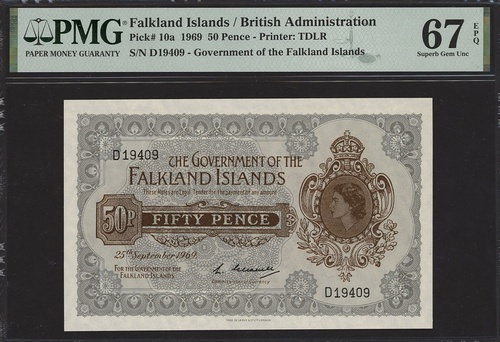 PMG
PAPER MONEY GUARANTY
Falkland Islands / British Administration
Pick# 10a 1969 50 Pence - Printer: TDLR
S/N D19409 - Government of the Falkland Islands
67 EPQ
Superb Gem Unc
D19409
THE GOVERNMENT OF THE
FALKLAND ISLANDS
These Notes are Legal Tender for the payment of any amount
50P FIFTY PENCE
25th September 1969.
FOR THE GOVERNMENT OF THE
FALKLAND ISLANDS
Commissioner of Currency
D19409